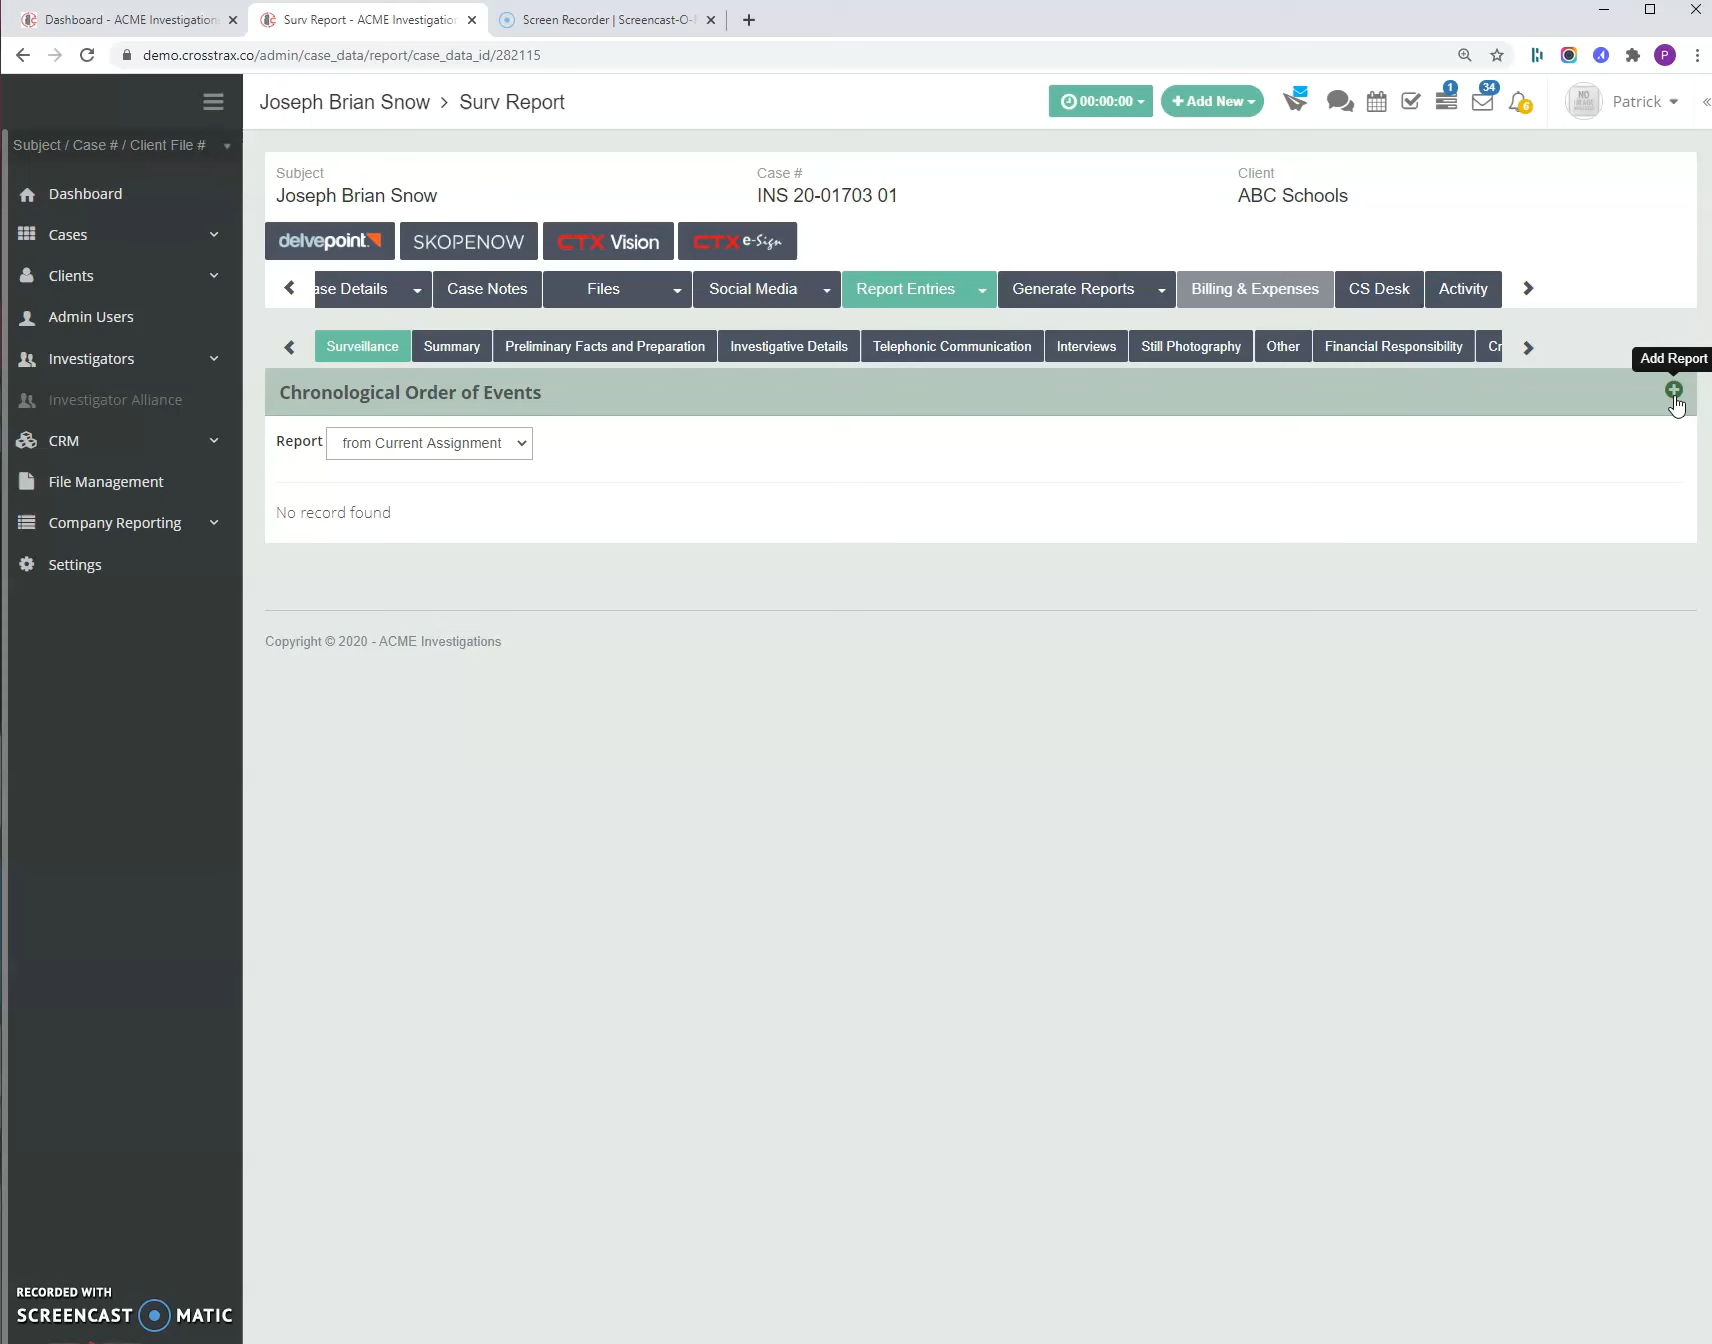 Dashboard - ACME Investigation
Surv Report - ACME Investigation
Screen Recorder | Screencast-O-
demo.crosstrax.co/admin/case_data/report/case_data_id/282115
P
Joseph Brian Snow > Surv Report
00:00:00
+ Add New
1
34
6
NO
Patrick
Subject / Case # / Client File #
Dashboard
Cases
Clients
Admin Users
Investigators
Investigator Alliance
CRM
File Management
Company Reporting
Settings
Subject
Joseph Brian Snow
Case #
INS 20-01703 01
Client
ABC Schools
delvepoint
SKOPENOW
CTX Vision
CTX e-Sign
ase Details
Case Notes
Files
Social Media
Report Entries
Generate Reports
Billing & Expenses
CS Desk
Activity
Surveillance
Summary
Preliminary Facts and Preparation
Investigative Details
Telephonic Communication
Interviews
Still Photography
Other
Financial Responsibility
Cr
Add Report
Chronological Order of Events
Report from Current Assignment
No record found
Copyright © 2020 - ACME Investigations
RECORDED WITH
SCREENCAST MATIC